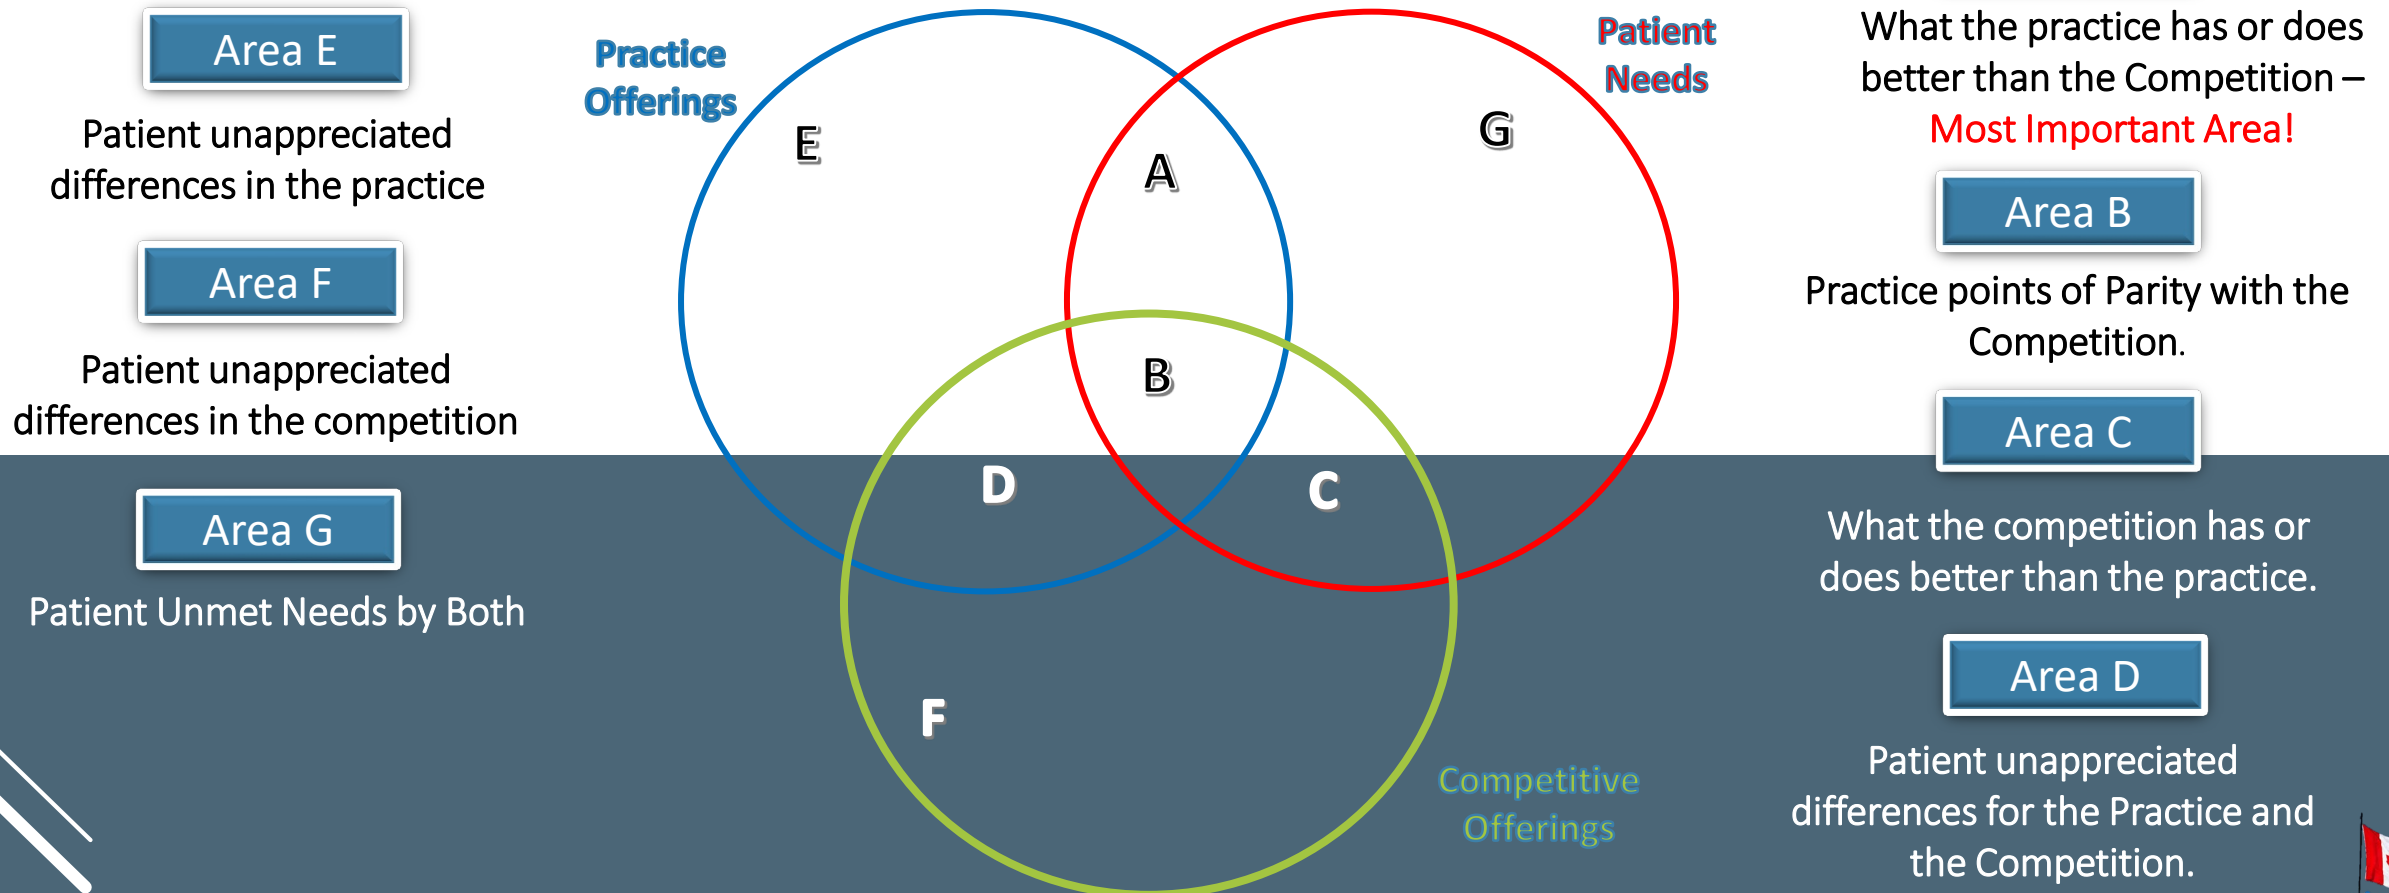 Area E
Patient unappreciated
differences in the practice
Area F
Patient unappreciated
differences in the competition
Area G
Patient Unmet Needs by Both
Practice
Offerings
Patient
Needs
E
A
G
B
D
C
F
Competitive
Offerings
What the practice has or does
better than the Competition –
Most Important Area!
Area B
Practice points of Parity with the
Competition.
Area C
What the competition has or
does better than the practice.
Area D
Patient unappreciated
differences for the Practice and
the Competition.